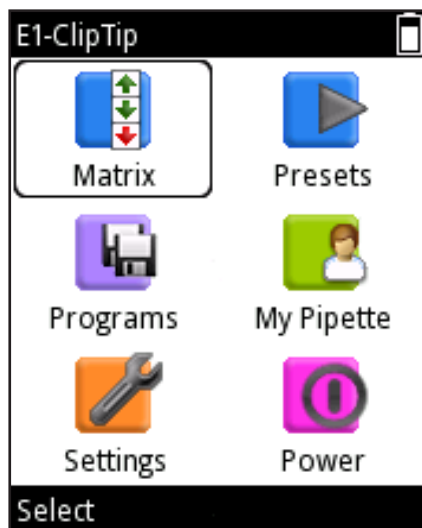 E1-ClipTip
Matrix Presets
Programs My Pipette
Settings Power
Select